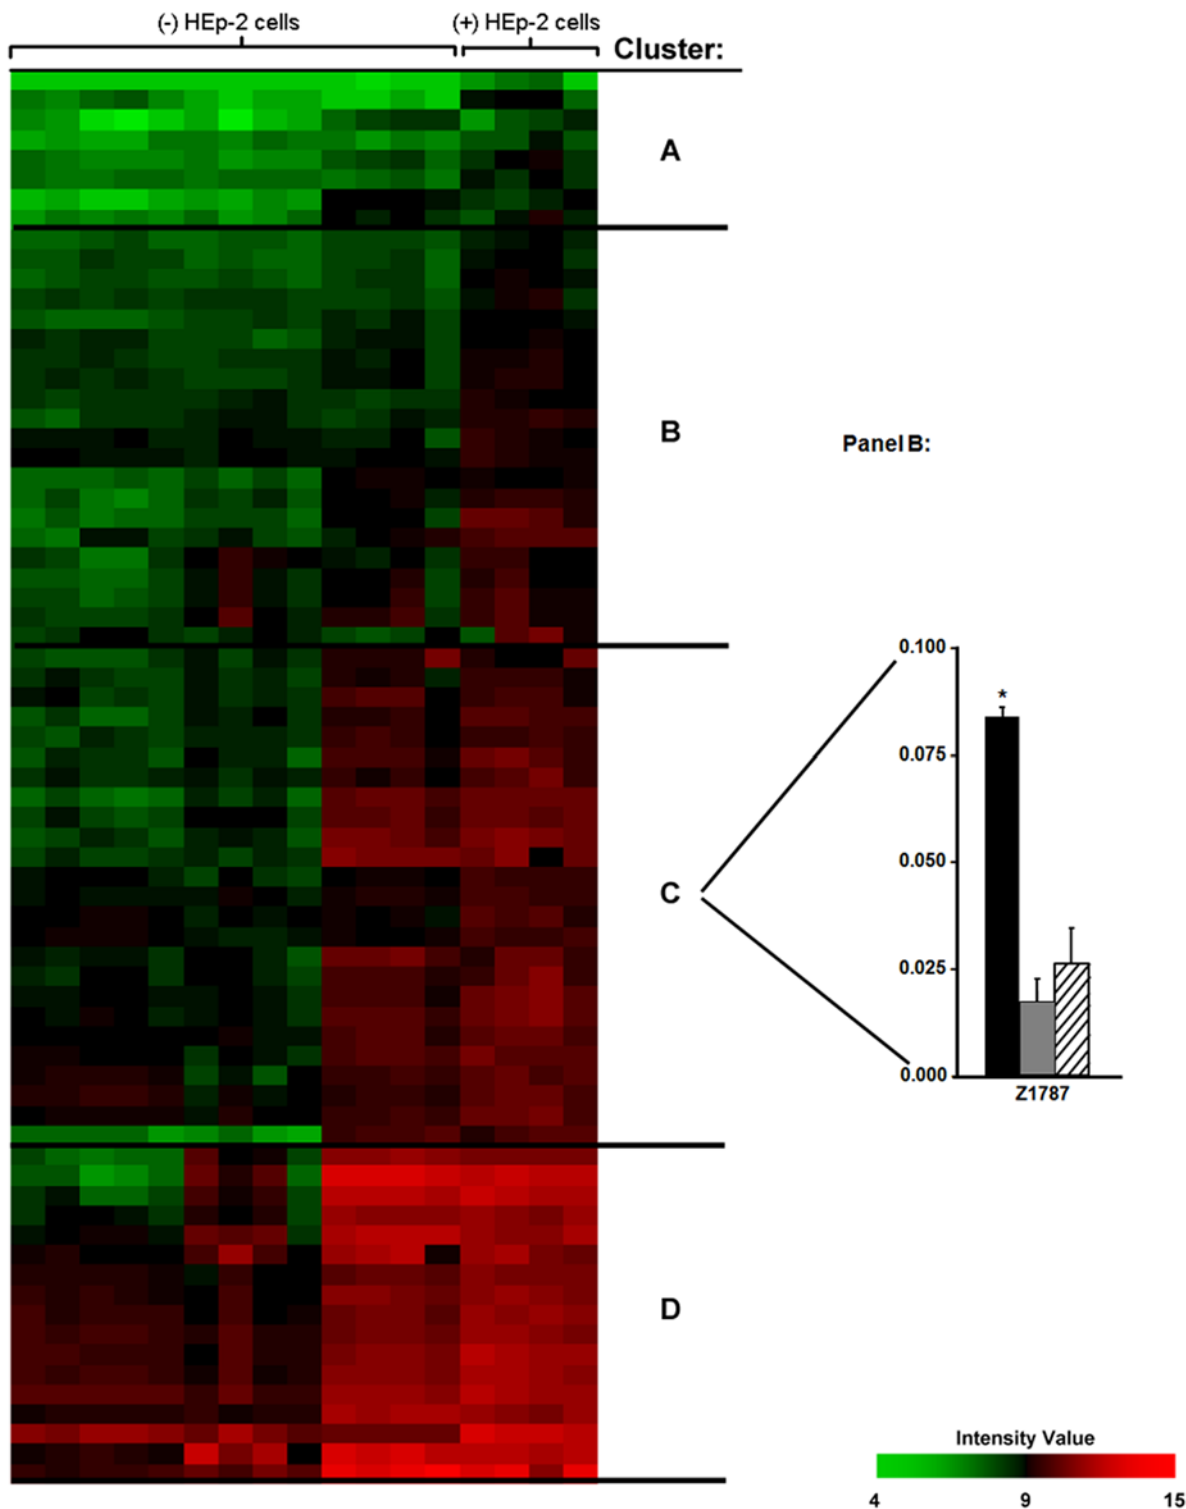 (-) HEp-2 cells
(+) HEp-2 cells
Cluster:
A
B
Panel B:
0.100
*
0.075
0.050
C
0.025
0.000
Z1787
D
Intensity Value
4
9
15